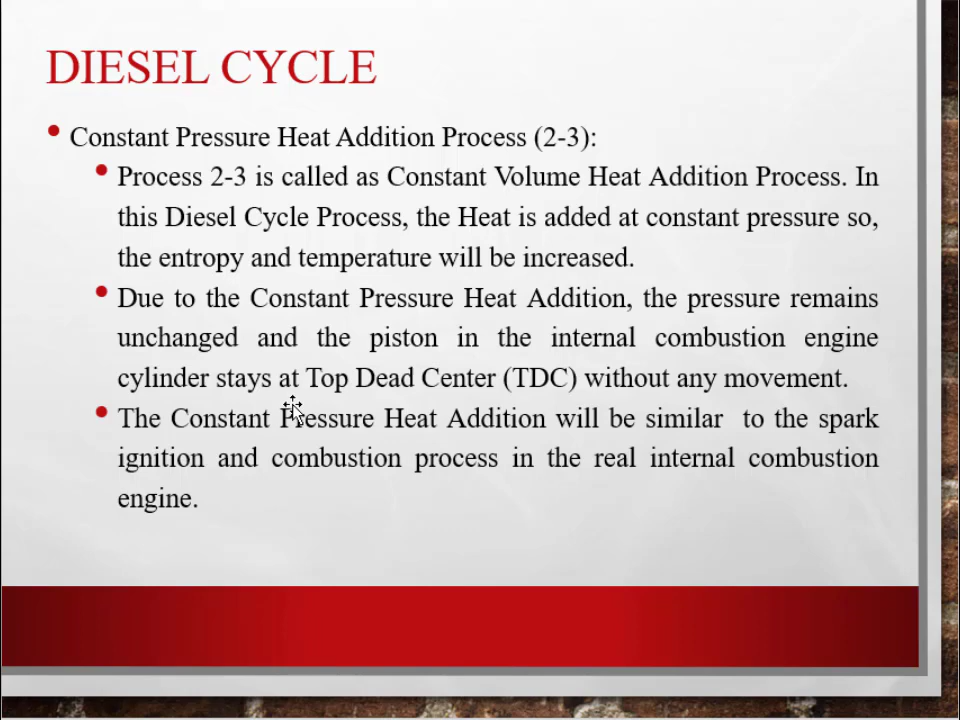 DIESEL CYCLE
• Constant Pressure Heat Addition Process (2-3):
• Process 2-3 is called as Constant Volume Heat Addition Process. In
this Diesel Cycle Process, the Heat is added at constant pressure so,
the entropy and temperature will be increased.
• Due to the Constant Pressure Heat Addition, the pressure remains
unchanged and the piston in the internal combustion engine
cylinder stays at Top Dead Center (TDC) without any movement.
• The Constant Pressure Heat Addition will be similar to the spark
ignition and combustion process in the real internal combustion
engine.